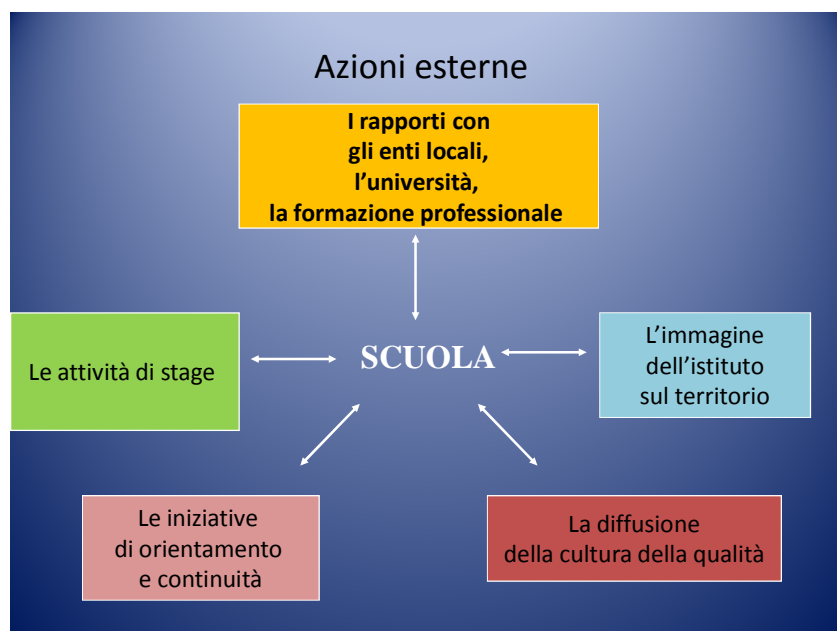 Azioni esterne
I rapporti con
gli enti locali,
l’università,
la formazione professionale
Le attività di stage
SCUOLA
L’immagine
dell’istituto
sul territorio
Le iniziative
di orientamento
e continuità
La diffusione
della cultura della qualità